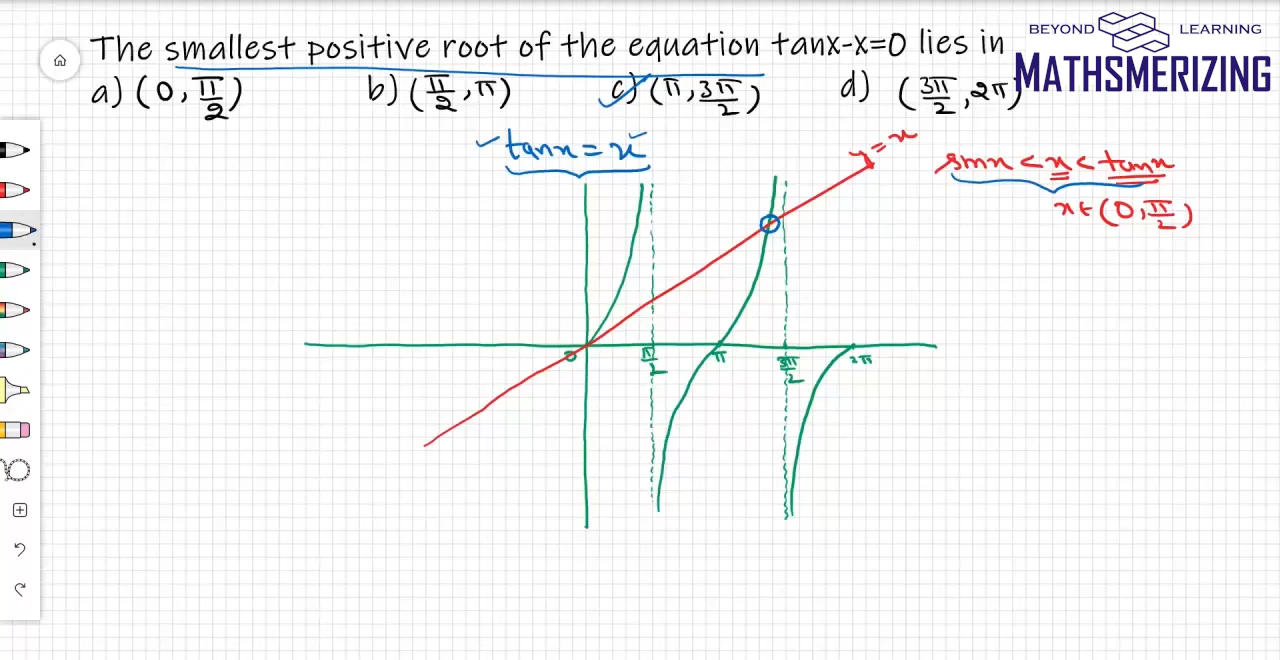 BEYOND LEARNING
MATHSMERIZING
The smallest positive root of the equation tanx-x=0 lies in
a) (0, π/2) b) (π/2, π) c) (π, 3π/2) d) (3π/2, 2π)
tanx = x
y = x
sinx < x < tanx
x ∈ (0, π/2)
0 π/2 π 3π/2 2π